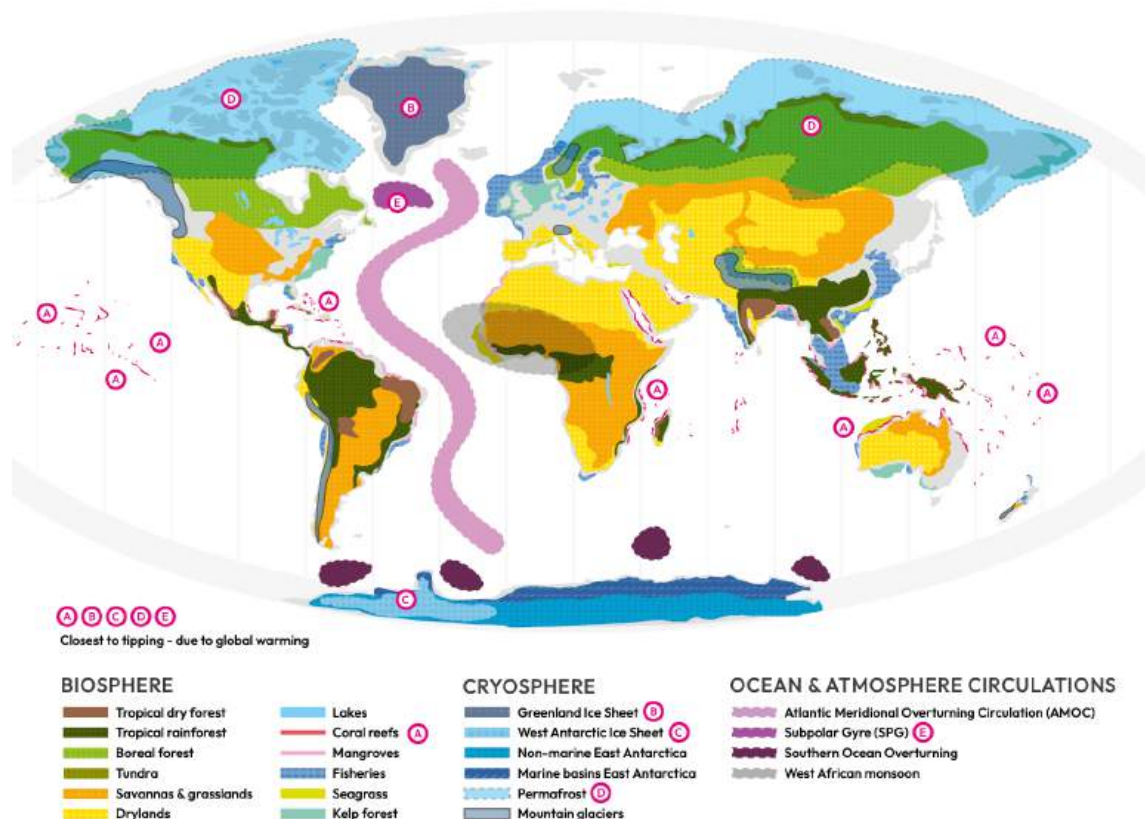 D
B
D
E
A
A
A
A
A
A
A
A
C
A B C D E
Closest to tipping - due to global warming
BIOSPHERE
Tropical dry forest
Tropical rainforest
Boreal forest
Tundra
Savannas & grasslands
Drylands
Lakes
Coral reefs A
Mangroves
Fisheries
Seagrass
Kelp forest
CRYOSPHERE
Greenland Ice Sheet B
West Antarctic Ice Sheet C
Non-marine East Antarctica
Marine basins East Antarctica
Permafrost D
Mountain glaciers
OCEAN & ATMOSPHERE CIRCULATIONS
Atlantic Meridional Overturning Circulation (AMOC)
Subpolar Gyre (SPG) E
Southern Ocean Overturning
West African monsoon